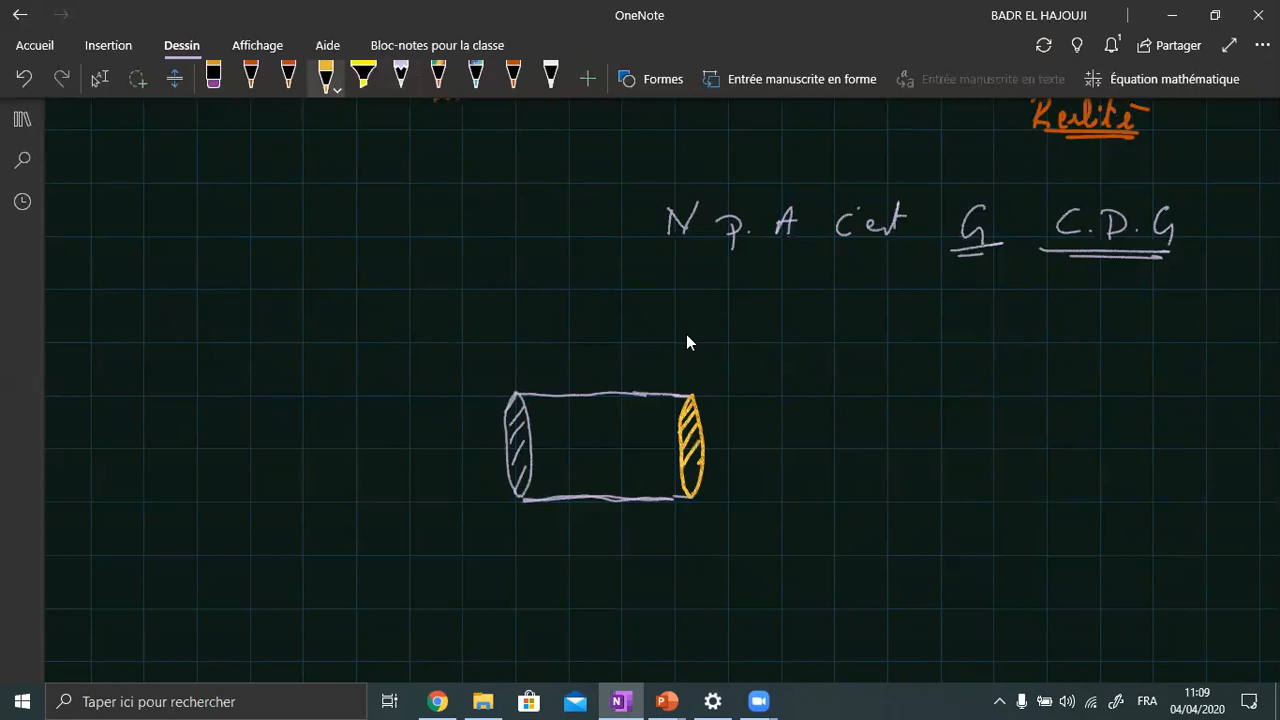 OneNote
BADR EL HAJOUJI
Accueil Insertion Dessin Affichage Aide Bloc-notes pour la classe Partager
Formes Entrée manuscrite en forme Entrée manuscrite en texte Équation mathématique
N p. A c'est G C.D.G
Taper ici pour rechercher
FRA
11:09
04/04/2020